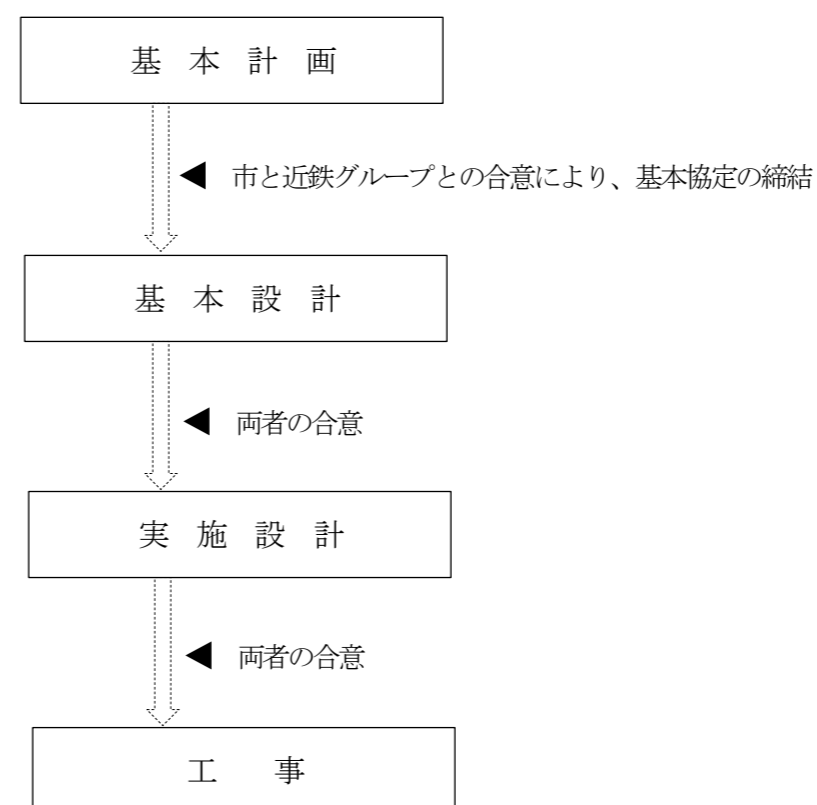 基本計画
市と近鉄グループとの合意により、基本協定の締結
基本設計
両者の合意
実施設計
両者の合意
工事